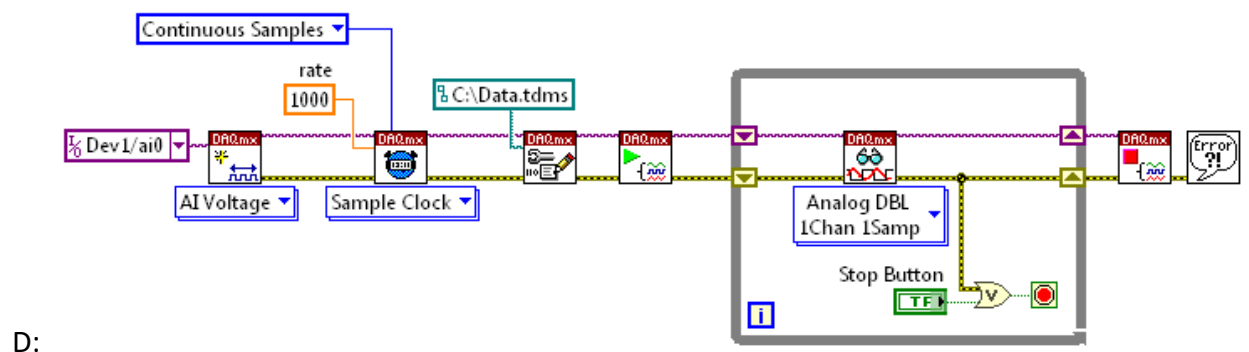 Continuous Samples
rate
1000
C:\Data.tdms
Dev1/ai0
DAQmx
DAQmx
DAQmx
DAQmx
DAQmx
DAQmx
Error
?!
AI Voltage
Sample Clock
Analog DBL
1Chan 1Samp
Stop Button
TF
V
i
D: